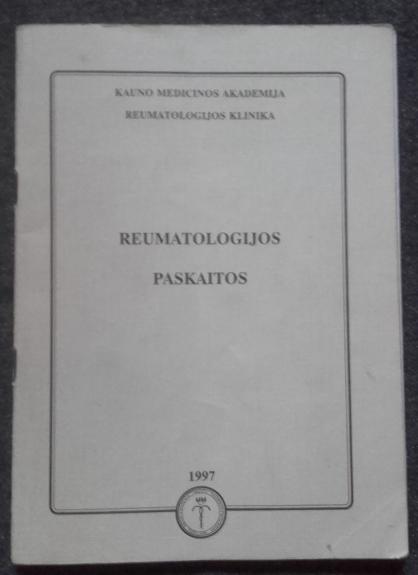 KAUNO MEDICINOS AKADEMIJA
REUMATOLOGIJOS KLINIKA
REUMATOLOGIJOS
PASKAITOS
1997